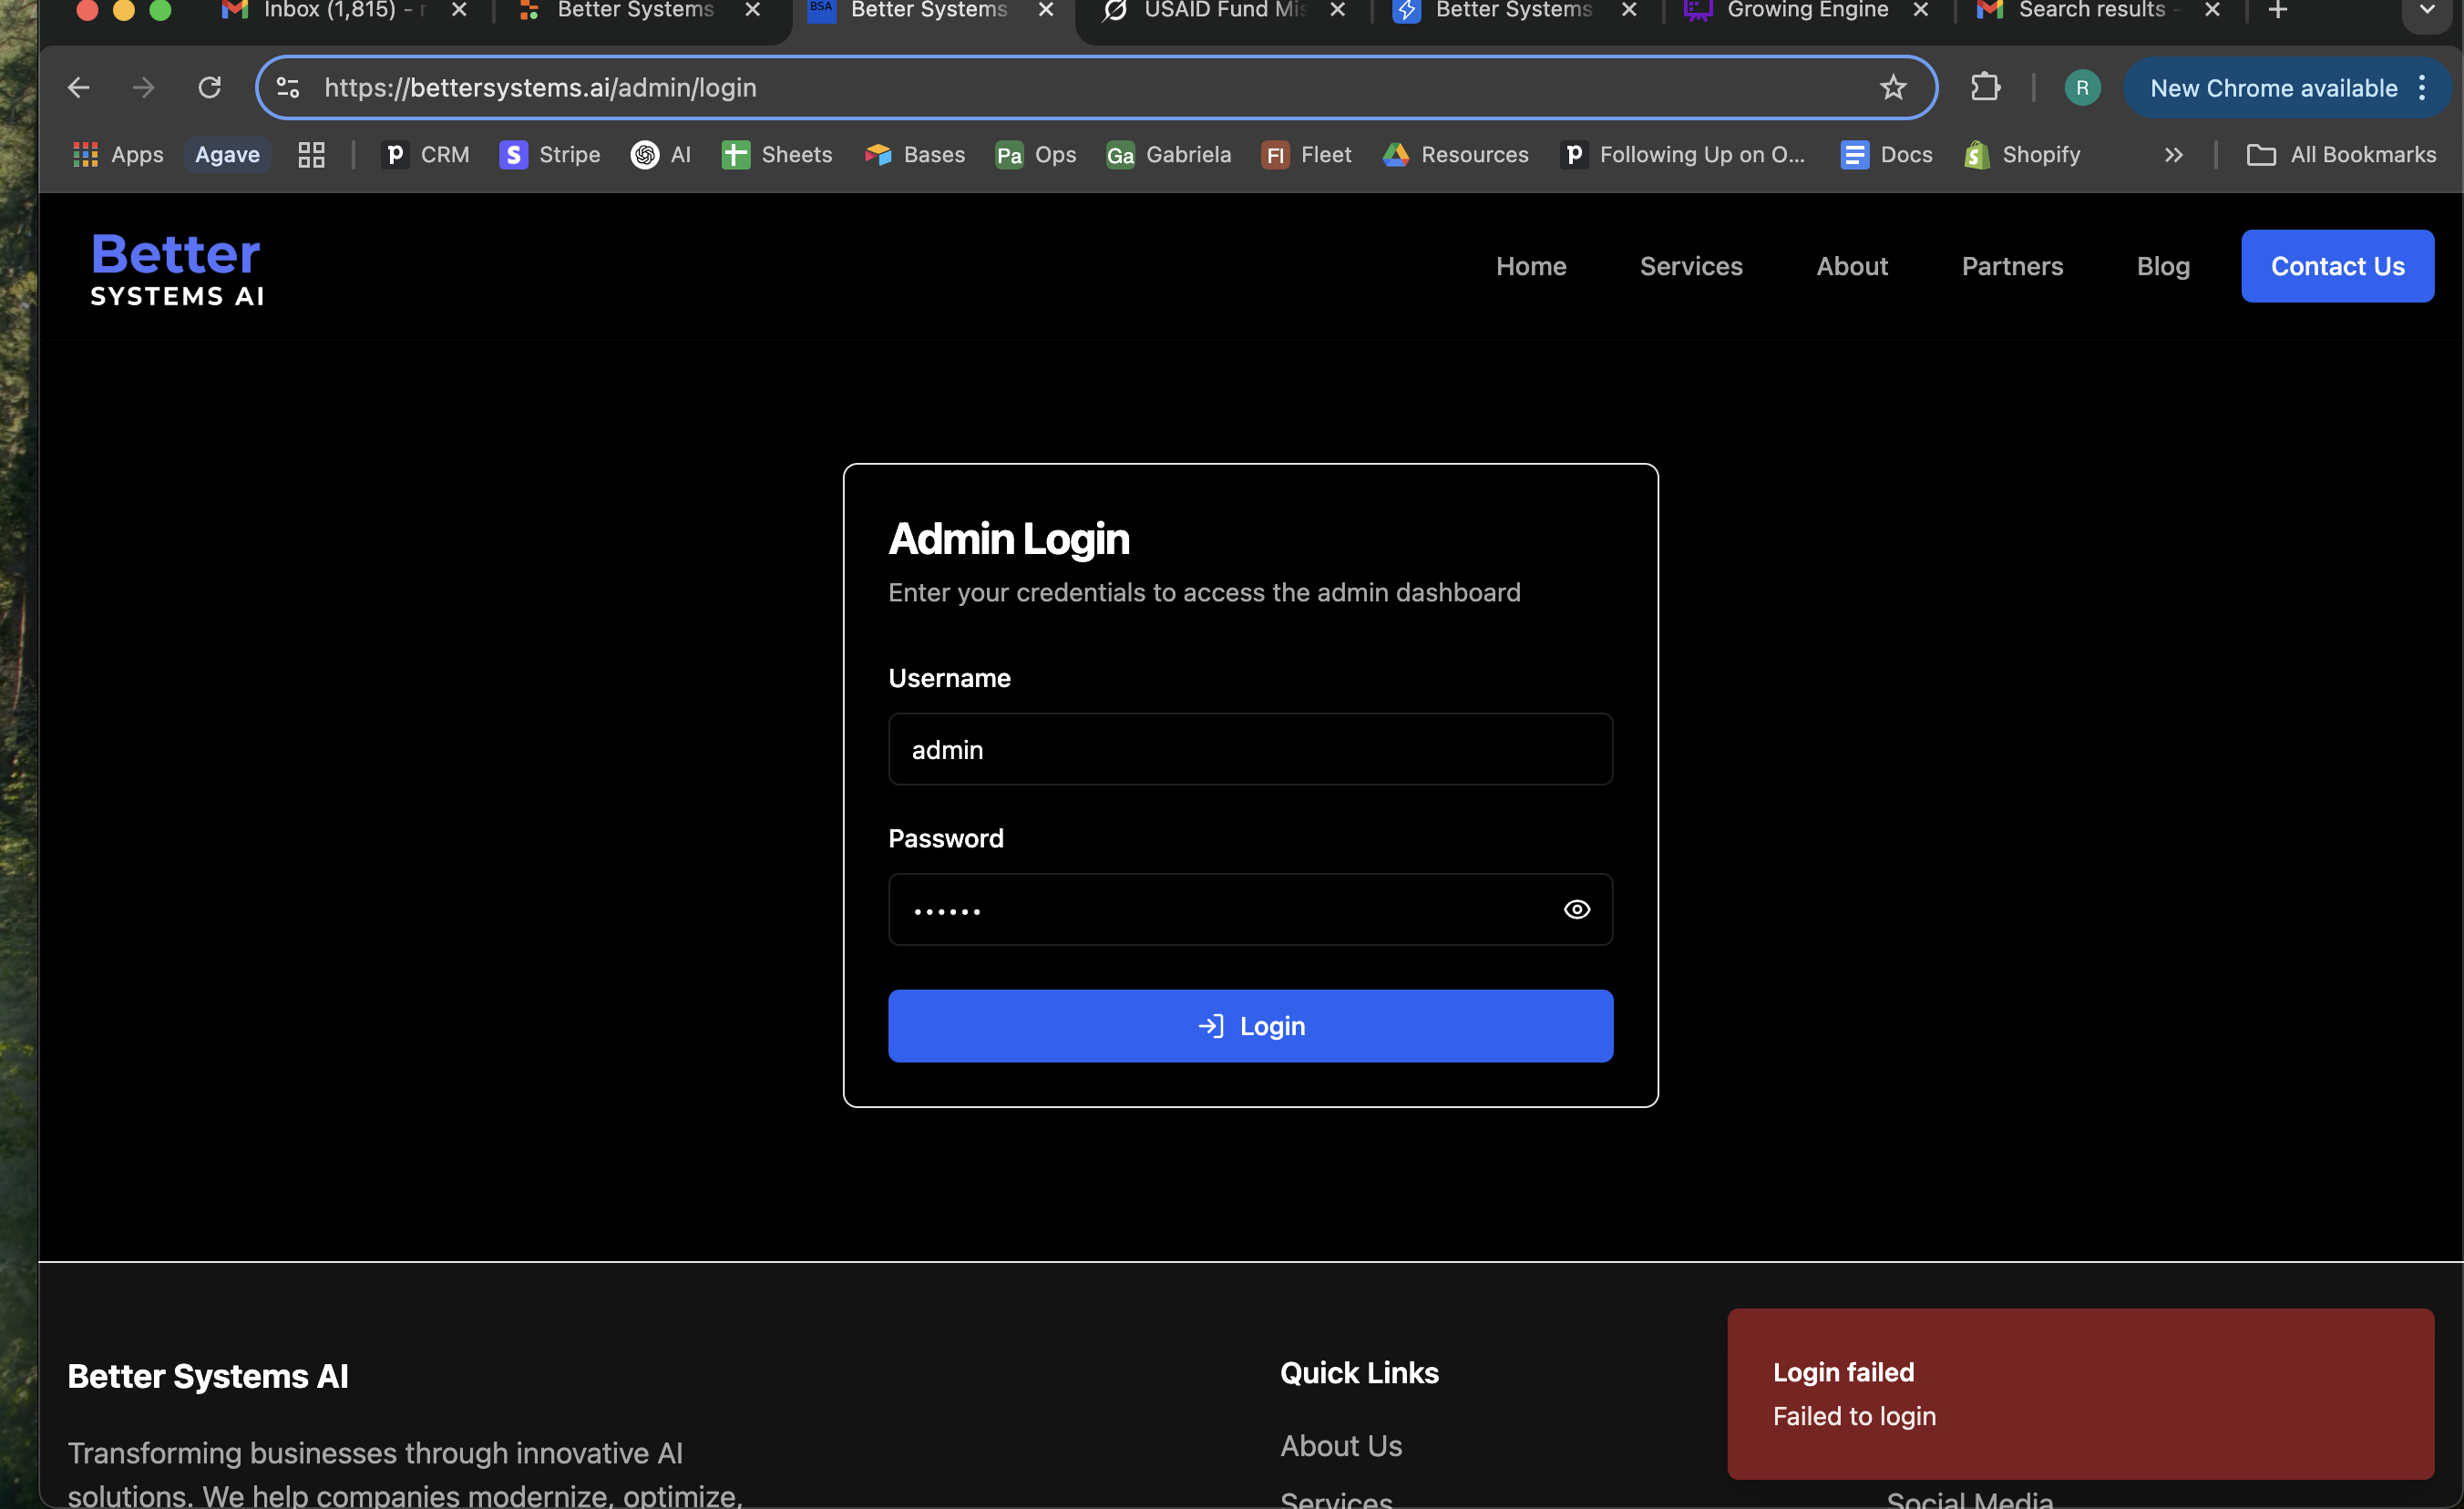 Inbox (1,815) -
Better Systems
BSA
Better Systems
USAID Fund Mis
Better Systems
Growing Engine
Search results -
https://bettersystems.ai/admin/login
R
New Chrome available
Apps
Agave
p CRM
S Stripe
AI
Sheets
Bases
Pa Ops
Ga Gabriela
FI Fleet
Resources
p Following Up on O...
Docs
Shopify
All Bookmarks
Better
SYSTEMS AI
Home
Services
About
Partners
Blog
Contact Us
Admin Login
Enter your credentials to access the admin dashboard
Username
admin
Password
••••••
Login
Better Systems AI
Transforming businesses through innovative AI
solutions. We help companies modernize, optimize,
Quick Links
About Us
Services
Login failed
Failed to login
Social Media